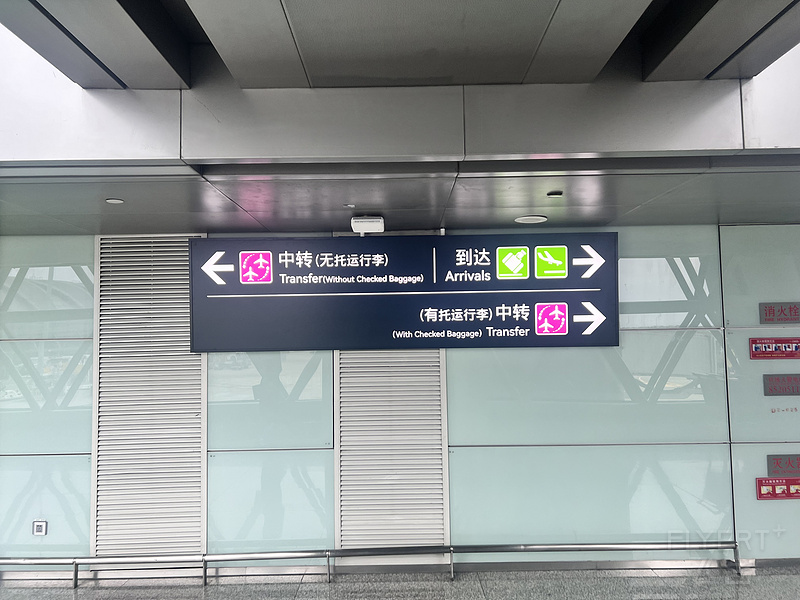 中转(无托运行李)
Transfer(Without Checked Baggage)
到达
Arrivals
(有托运行李)中转
(With Checked Baggage) Transfer
消火栓
灭火
FLYERT+